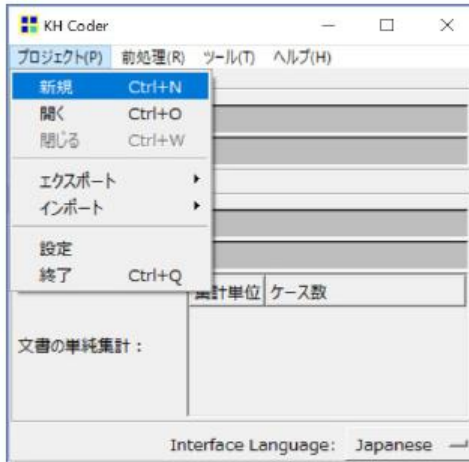 KH Coder
プロジェクト(P) 前処理(R) ツール(T) ヘルプ(H)
新規 Ctrl+N
開く Ctrl+O
閉じる Ctrl+W
エクスポート
インポート
設定
終了 Ctrl+Q
集計単位 ケース数
文書の単純集計：
Interface Language: Japanese